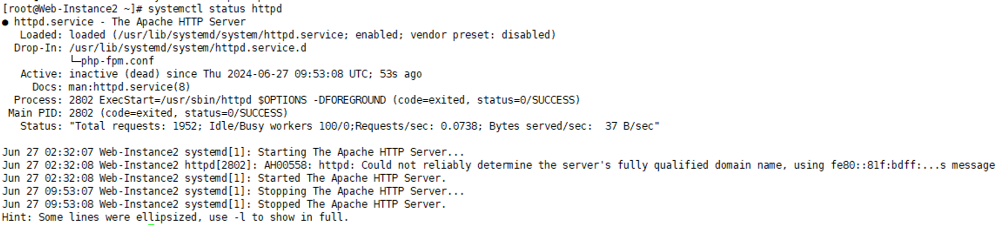 [root@Web-Instance2 ~]# systemctl status httpd
● httpd.service - The Apache HTTP Server
   Loaded: loaded (/usr/lib/systemd/system/httpd.service; enabled; vendor preset: disabled)
  Drop-In: /usr/lib/systemd/system/httpd.service.d
           └─php-fpm.conf
   Active: inactive (dead) since Thu 2024-06-27 09:53:08 UTC; 53s ago
     Docs: man:httpd.service(8)
  Process: 2802 ExecStart=/usr/sbin/httpd $OPTIONS -DFOREGROUND (code=exited, status=0/SUCCESS)
 Main PID: 2802 (code=exited, status=0/SUCCESS)
   Status: "Total requests: 1952; Idle/Busy workers 100/0;Requests/sec: 0.0738; Bytes served/sec:  37 B/sec"

Jun 27 02:32:07 Web-Instance2 systemd[1]: Starting The Apache HTTP Server...
Jun 27 02:32:08 Web-Instance2 httpd[2802]: AH00558: httpd: Could not reliably determine the server's fully qualified domain name, using fe80::81f:bdff:...s message
Jun 27 02:32:08 Web-Instance2 systemd[1]: Started The Apache HTTP Server.
Jun 27 09:53:07 Web-Instance2 systemd[1]: Stopping The Apache HTTP Server...
Jun 27 09:53:08 Web-Instance2 systemd[1]: Stopped The Apache HTTP Server.
Hint: Some lines were ellipsized, use -l to show in full.